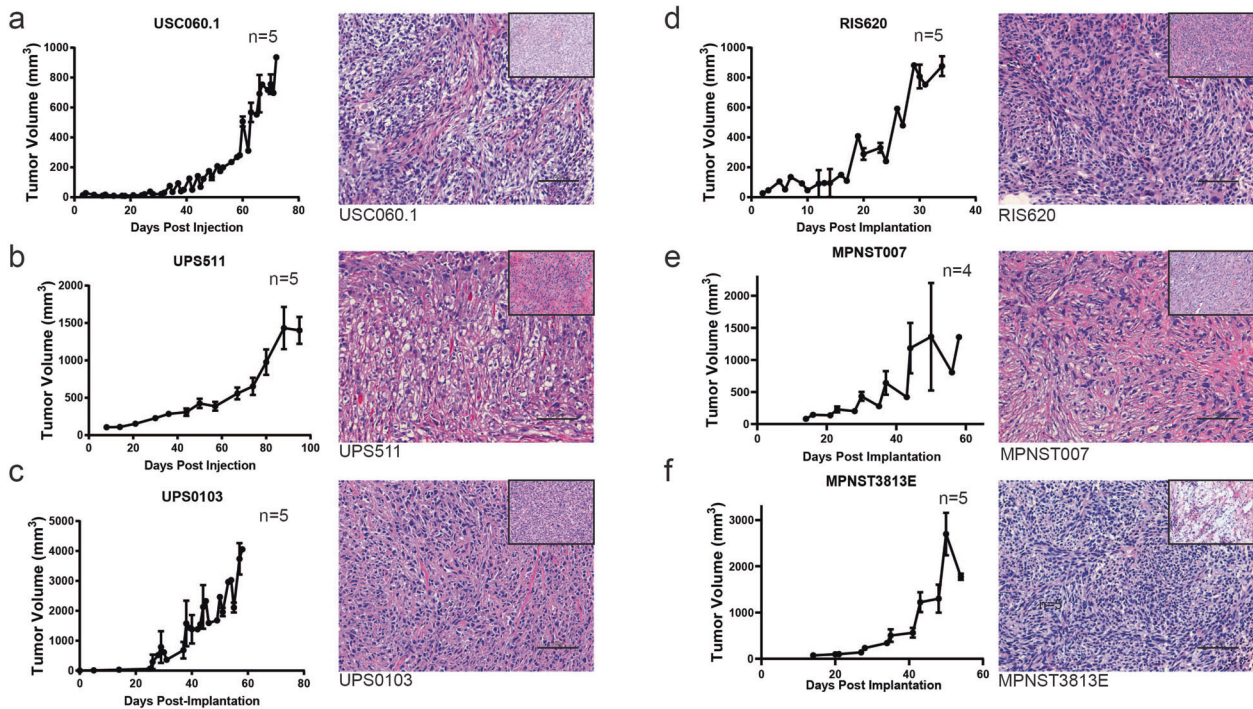 a
USC060.1
n=5
1000
800
600
400
200
0
0 20 40 60 80
Tumor Volume (mm³)
Days Post Injection
USC060.1
b
UPS511
n=5
2000
1500
1000
500
0
0 20 40 60 80 100
Tumor Volume (mm³)
Days Post Injection
UPS511
c
UPS0103
n=5
5000
4000
3000
2000
1000
0
0 20 40 60 80
Tumor Volume (mm³)
Days Post-Implantation
UPS0103
d
RIS620
n=5
1000
800
600
400
200
0
0 10 20 30 40
Tumor Volume (mm³)
Days Post Implantation
RIS620
e
MPNST007
n=4
2000
1500
1000
500
0
0 20 40 60
Tumor Volume (mm³)
Days Post Implantation
MPNST007
f
MPNST3813E
n=5
3000
2000
1000
0
0 20 40 60
Tumor Volume (mm³)
Days Post Implantation
n=5
MPNST3813E